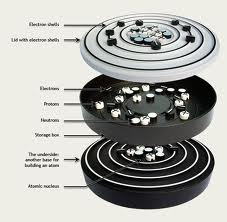 Electron shells
Lid with electron shells
Electrons
Protons
Neutrons
Storage box
The underside:
another base for
building an atom
Atomic nucleus